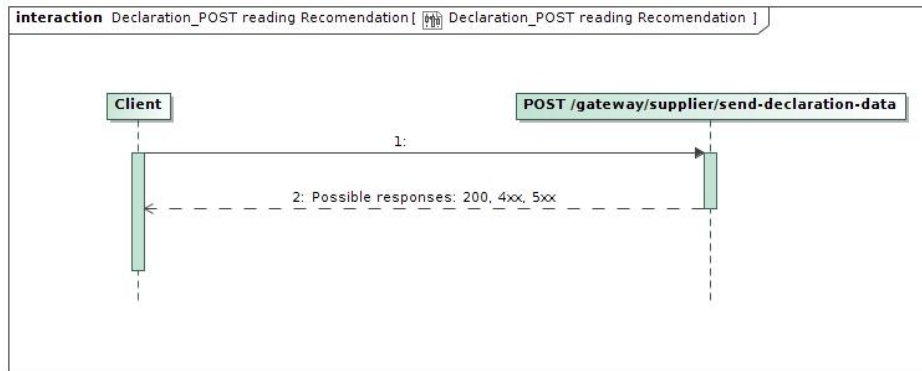 interaction Declaration_POST reading Recomendation[ Declaration_POST reading Recomendation ]
Client
POST /gateway/supplier/send-declaration-data
1:
2: Possible responses: 200, 4xx, 5xx